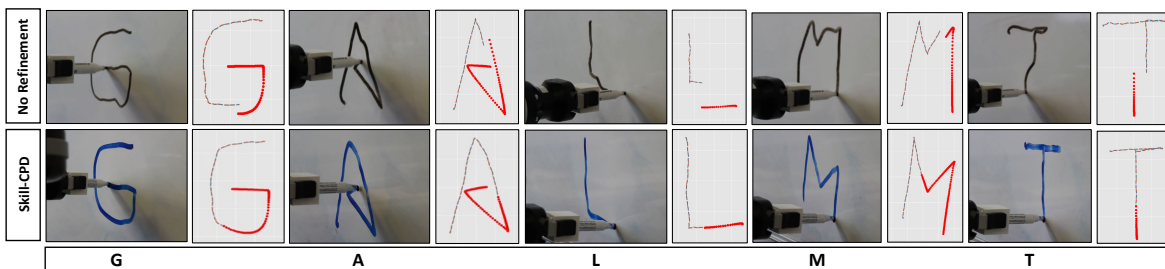 No Refinement
G G A A L L M M T T
Skill-CPD
G G A A L L M M T T
G A L M T